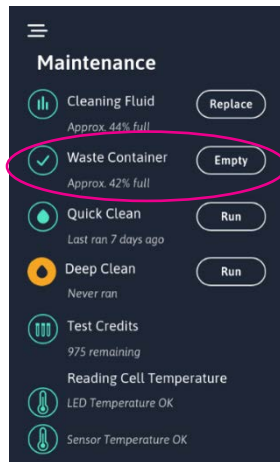 Maintenance
Cleaning Fluid
Replace
Approx. 44% full
Waste Container
Empty
Approx. 42% full
Quick Clean
Run
Last ran 7 days ago
Deep Clean
Run
Never ran
Test Credits
975 remaining
Reading Cell Temperature
LED Temperature OK
Sensor Temperature OK